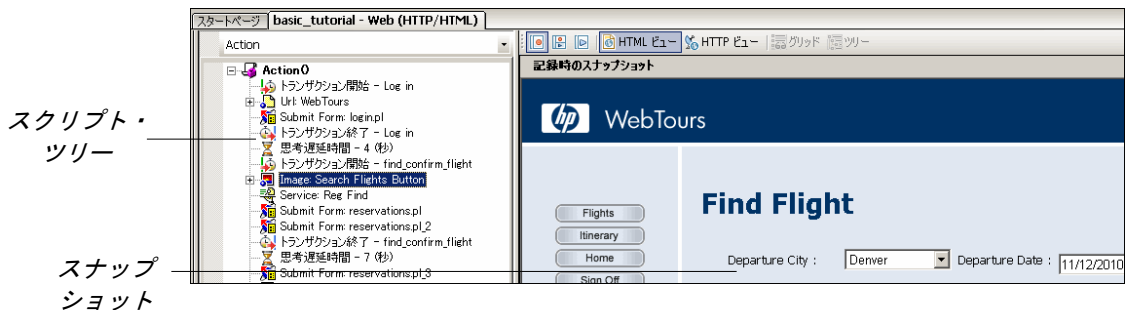 スタートページ basic_tutorial - Web (HTTP/HTML)
Action
HTML ビュー HTTP ビュー グリッド ツリー
記録時のスナップショット
Action()
トランザクション開始 - Log in
Url: WebTours
Submit Form: login.pl
トランザクション終了 - Log in
思考遅延時間 - 4 (秒)
トランザクション開始 - find_confirm_flight
Image: Search Flights Button
Service: Reg Find
Submit Form: reservations.pl
Submit Form: reservations.pl_2
トランザクション終了 - find_confirm_flight
思考遅延時間 - 7 (秒)
Submit Form: reservations.pl_3
スクリプト・
ツリー
スナップ
ショット
hp WebTours
Flights
Itinerary
Home
Sign Off
Find Flight
Departure City : Denver Departure Date : 11/12/2010